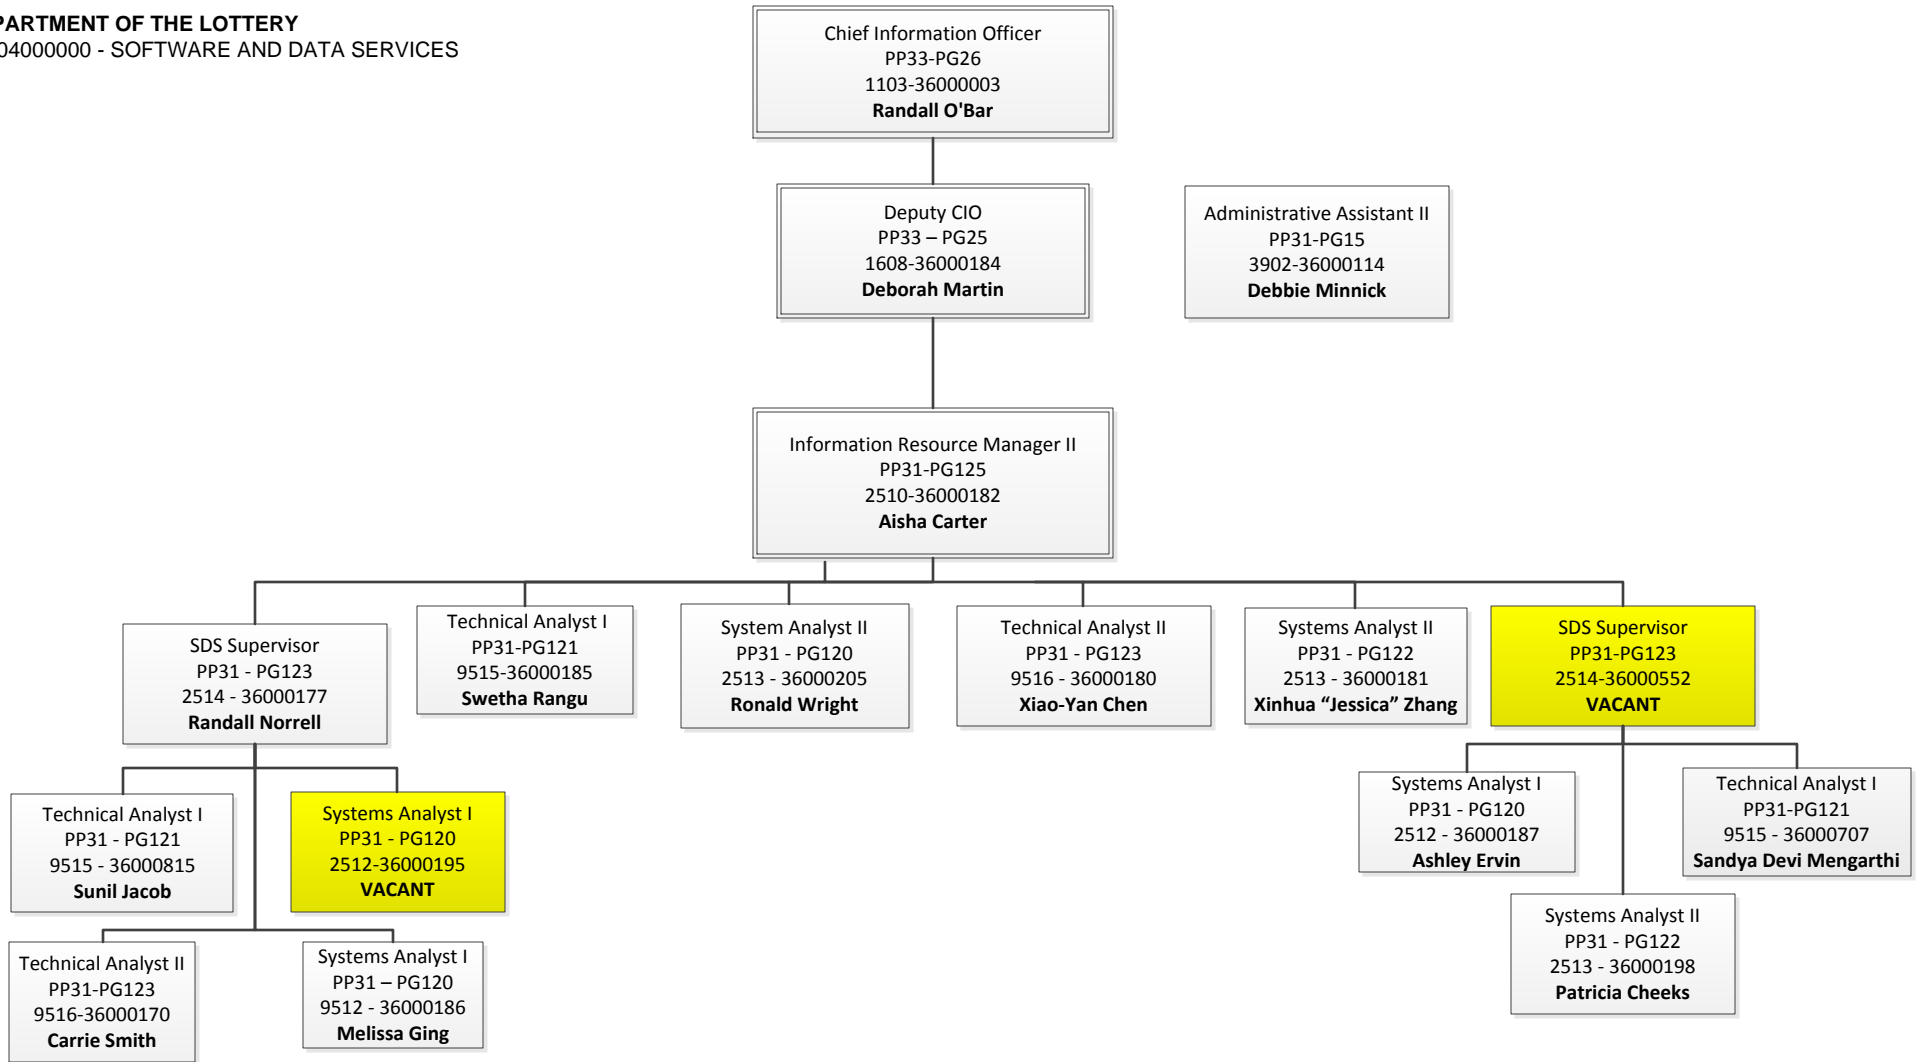 PARTMENT OF THE LOTTERY
04000000 - SOFTWARE AND DATA SERVICES
Chief Information Officer
PP33-PG26
1103-36000003
Randall O'Bar
Deputy CIO
PP33 – PG25
1608-36000184
Deborah Martin
Administrative Assistant II
PP31-PG15
3902-36000114
Debbie Minnick
Information Resource Manager II
PP31-PG125
2510-36000182
Aisha Carter
SDS Supervisor
PP31 - PG123
2514 - 36000177
Randall Norrell
Technical Analyst I
PP31-PG121
9515-36000185
Swetha Rangu
System Analyst II
PP31 - PG120
2513 - 36000205
Ronald Wright
Technical Analyst II
PP31 - PG123
9516 - 36000180
Xiao-Yan Chen
Systems Analyst II
PP31 - PG122
2513 - 36000181
Xinhua “Jessica” Zhang
SDS Supervisor
PP31-PG123
2514-36000552
VACANT
Technical Analyst I
PP31 - PG121
9515 - 36000815
Sunil Jacob
Systems Analyst I
PP31 - PG120
2512-36000195
VACANT
Systems Analyst I
PP31 - PG120
2512 - 36000187
Ashley Ervin
Technical Analyst I
PP31-PG121
9515 - 36000707
Sandya Devi Mengarthi
Technical Analyst II
PP31-PG123
9516-36000170
Carrie Smith
Systems Analyst I
PP31 – PG120
9512 - 36000186
Melissa Ging
Systems Analyst II
PP31 - PG122
2513 - 36000198
Patricia Cheeks